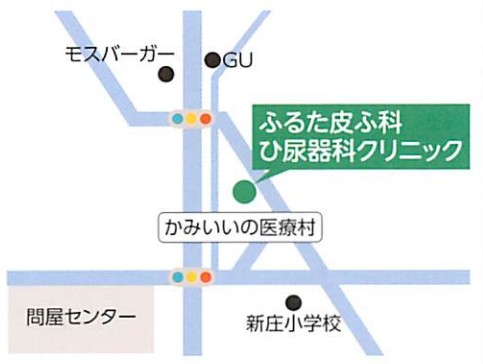 モスバーガー
GU
ふるた皮ふ科
ひ尿器科クリニック
かみいいの医療村
問屋センター
新庄小学校